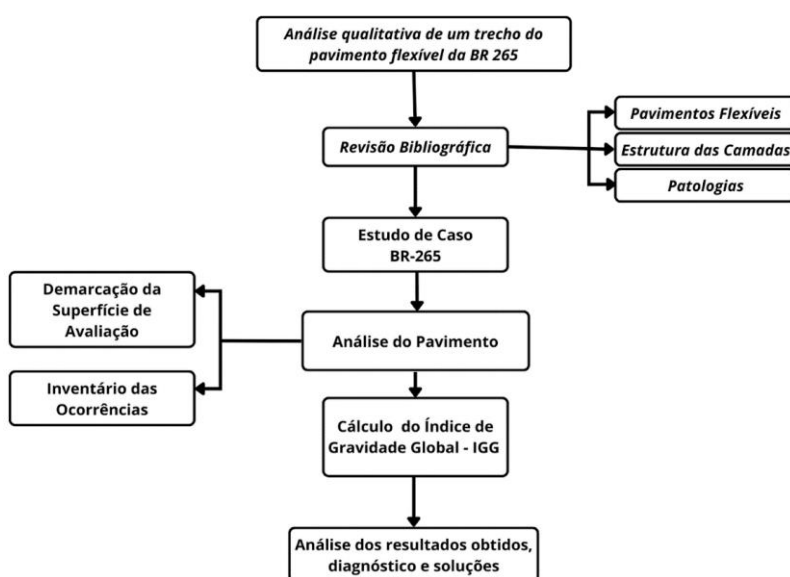 Análise qualitativa de um trecho do
pavimento flexível da BR 265
Revisão Bibliográfica
Pavimentos Flexíveis
Estrutura das Camadas
Patologias
Estudo de Caso
BR-265
Demarcação da
Superfície de
Avaliação
Análise do Pavimento
Inventário das
Ocorrências
Cálculo do Índice de
Gravidade Global - IGG
Análise dos resultados obtidos,
diagnóstico e soluções